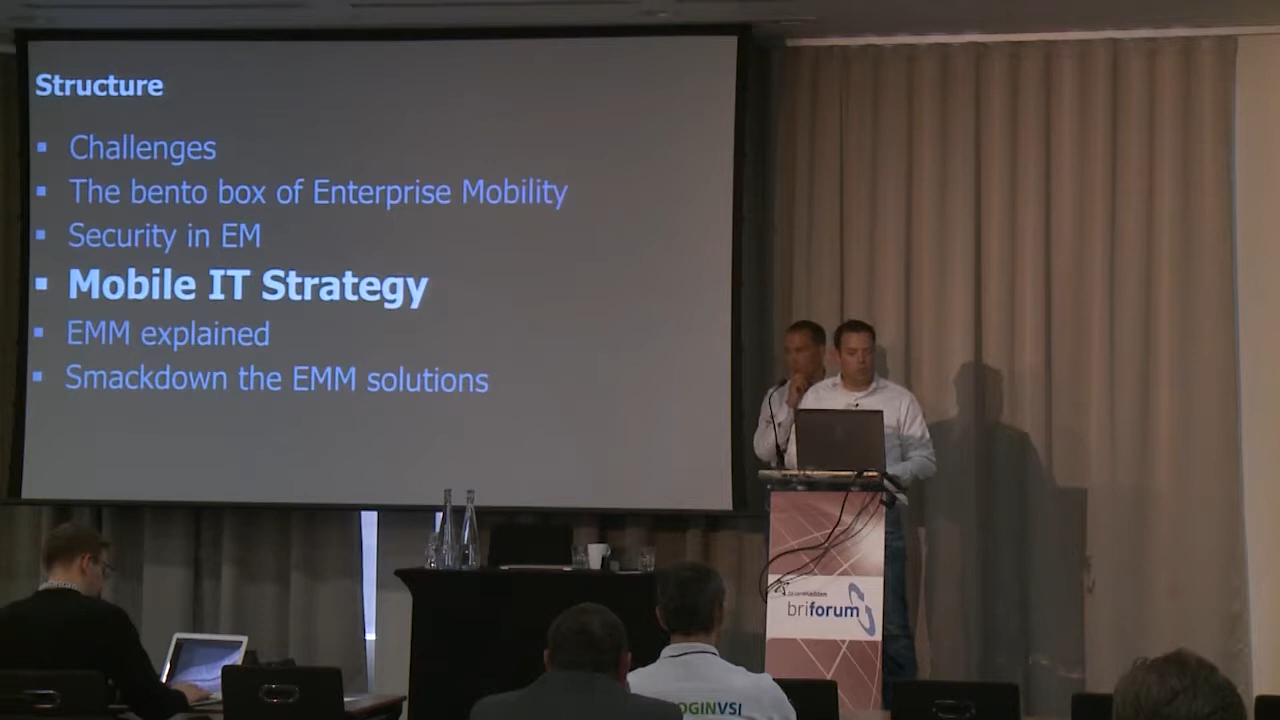 Structure
Challenges
The bento box of Enterprise Mobility
Security in EM
Mobile IT Strategy
EMM explained
Smackdown the EMM solutions
briforum
OGINVSI